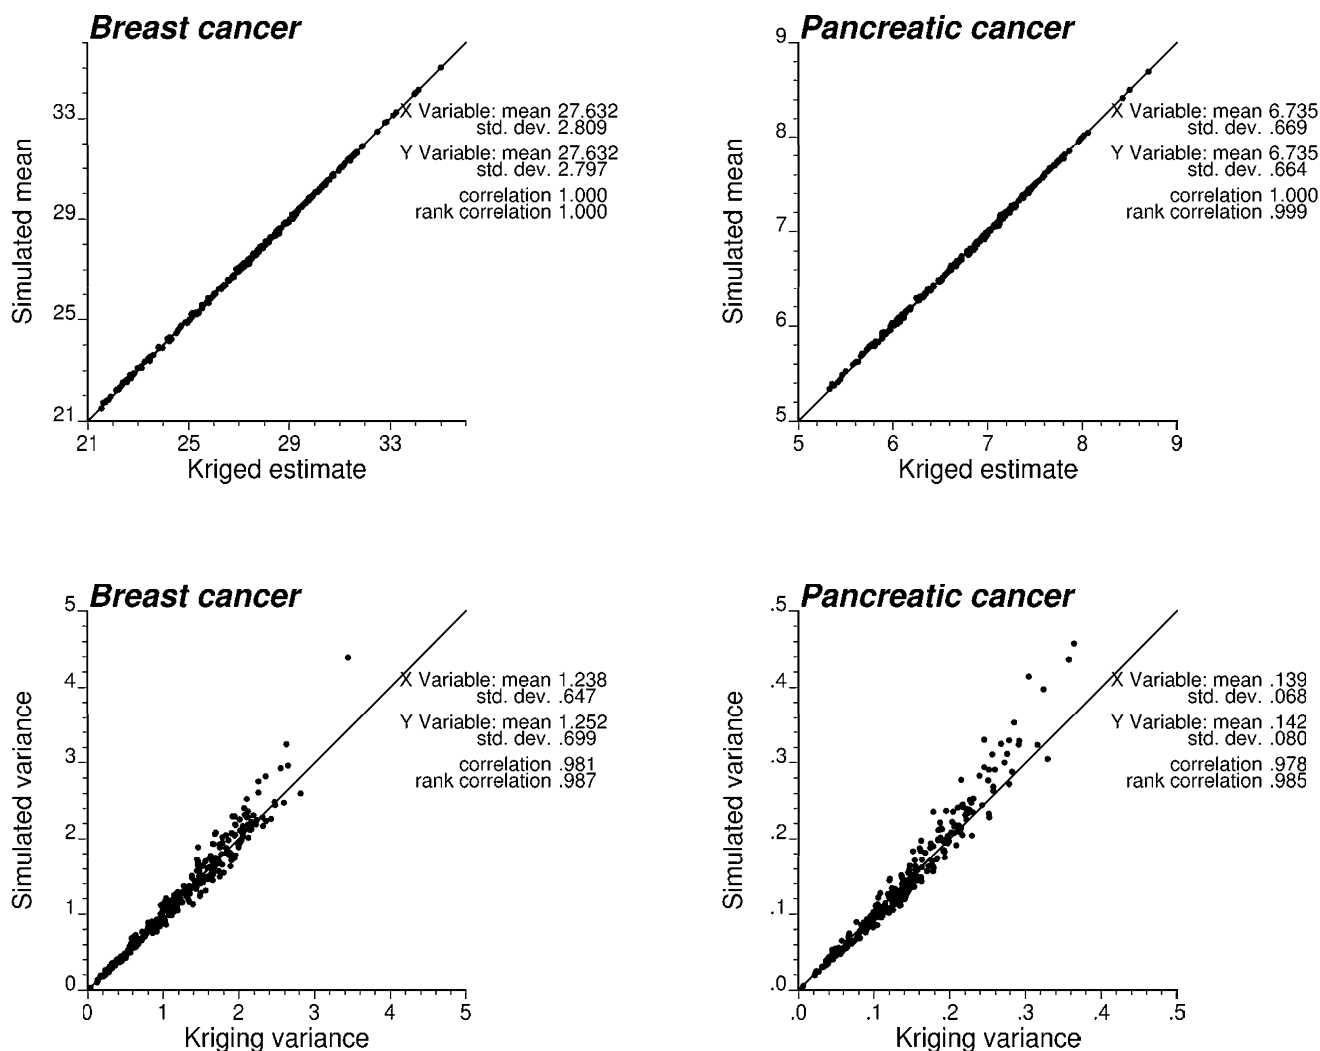 Breast cancer
33
29
25
21
21 25 29 33
Simulated mean
Kriged estimate
X Variable: mean 27.632
std. dev. 2.809
Y Variable: mean 27.632
std. dev. 2.797
correlation 1.000
rank correlation 1.000
Pancreatic cancer
9
8
7
6
5
5 6 7 8 9
Simulated mean
Kriged estimate
X Variable: mean 6.735
std. dev. .669
Y Variable: mean 6.735
std. dev. .664
correlation 1.000
rank correlation .999
Breast cancer
5
4
3
2
1
0
0 1 2 3 4 5
Simulated variance
Kriging variance
X Variable: mean 1.238
std. dev. .647
Y Variable: mean 1.252
std. dev. .699
correlation .981
rank correlation .987
Pancreatic cancer
.5
.4
.3
.2
.1
.0
.0 .1 .2 .3 .4 .5
Simulated variance
Kriging variance
X Variable: mean .139
std. dev. .068
Y Variable: mean .142
std. dev. .080
correlation .978
rank correlation .985